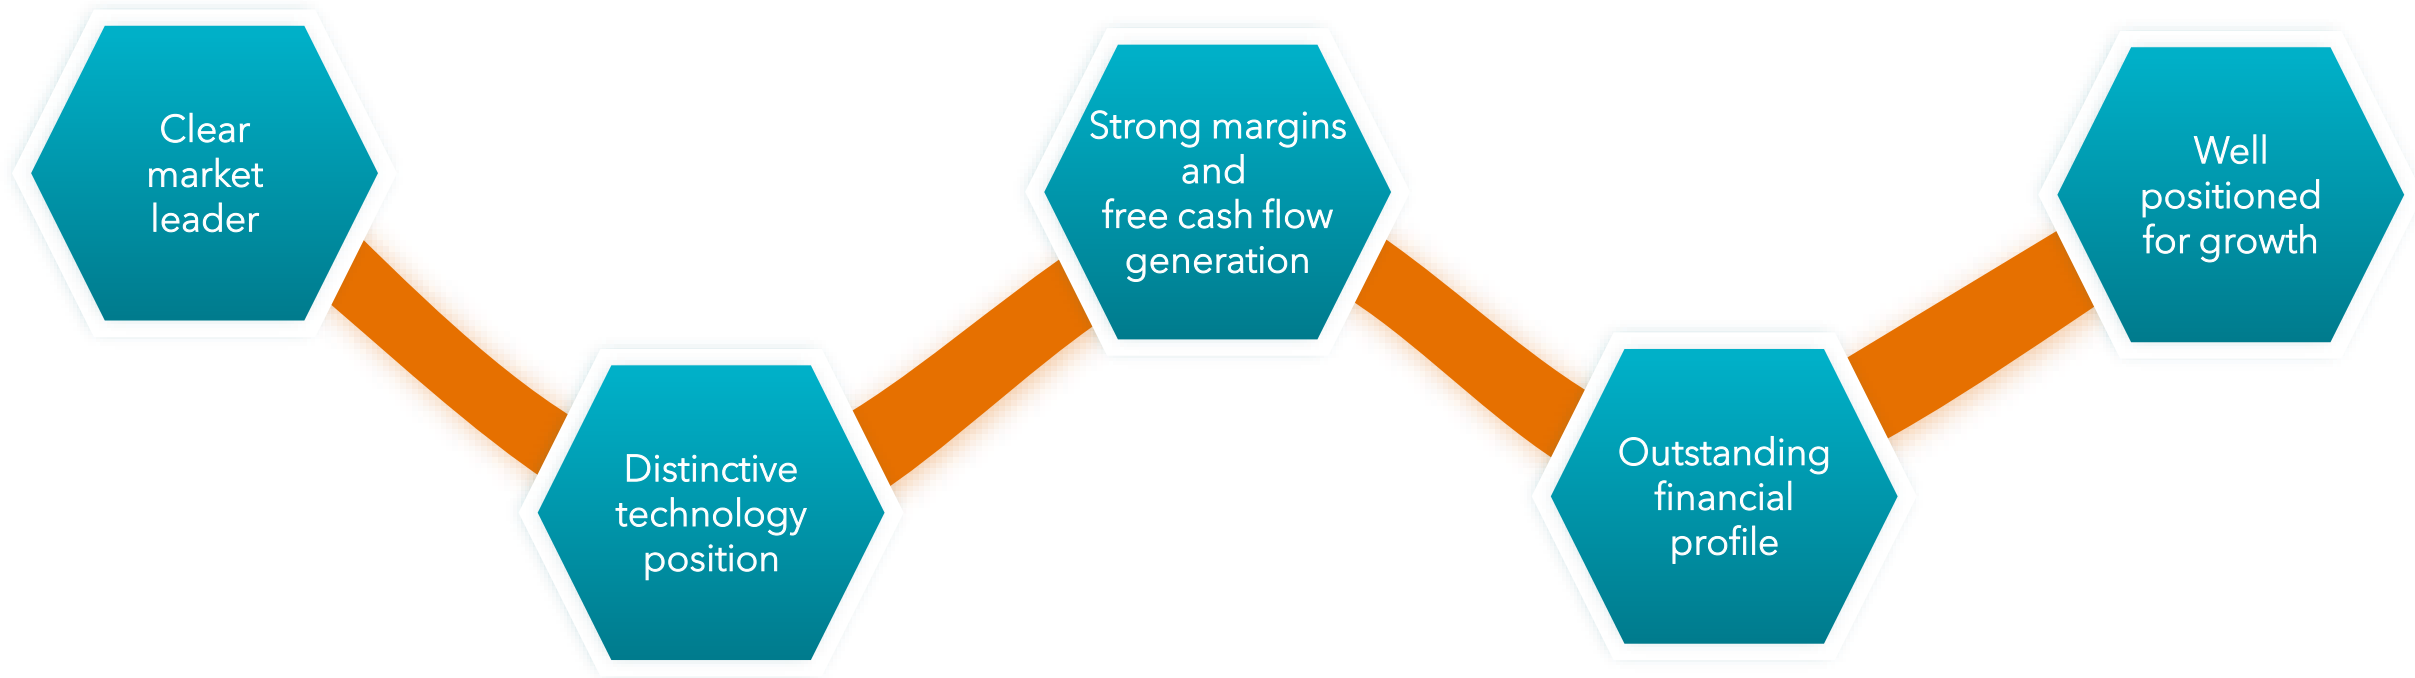 Clear
market
leader
Distinctive
technology
position
Strong margins
and
free cash flow
generation
Outstanding
financial
profile
Well
positioned
for growth